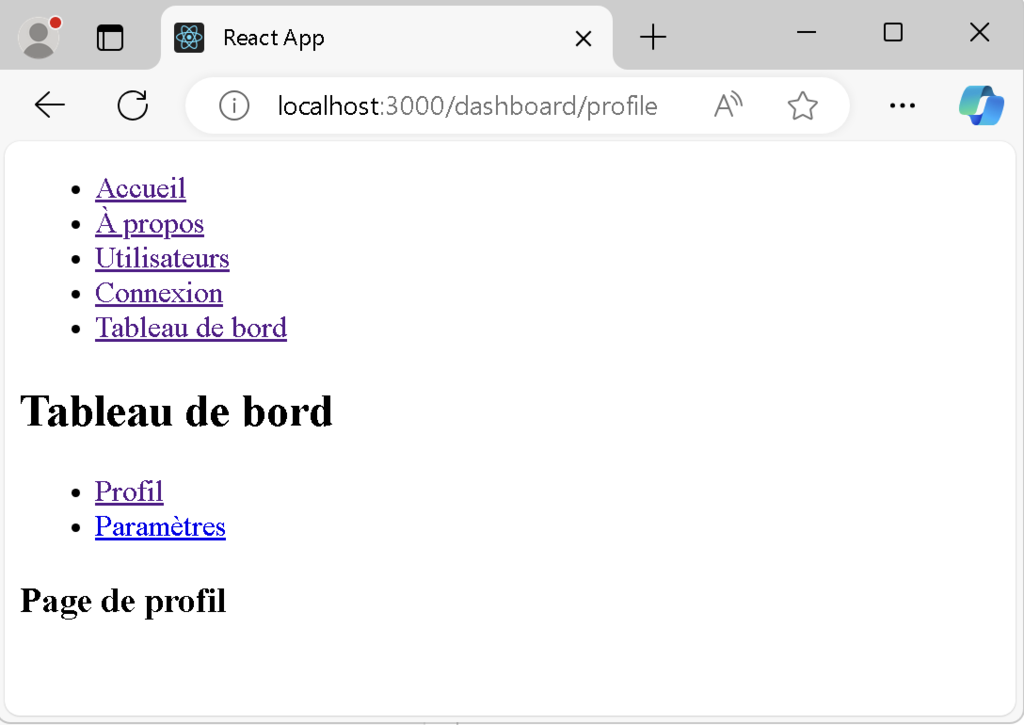 React App
localhost:3000/dashboard/profile
Accueil
À propos
Utilisateurs
Connexion
Tableau de bord
Tableau de bord
Profil
Paramètres
Page de profil